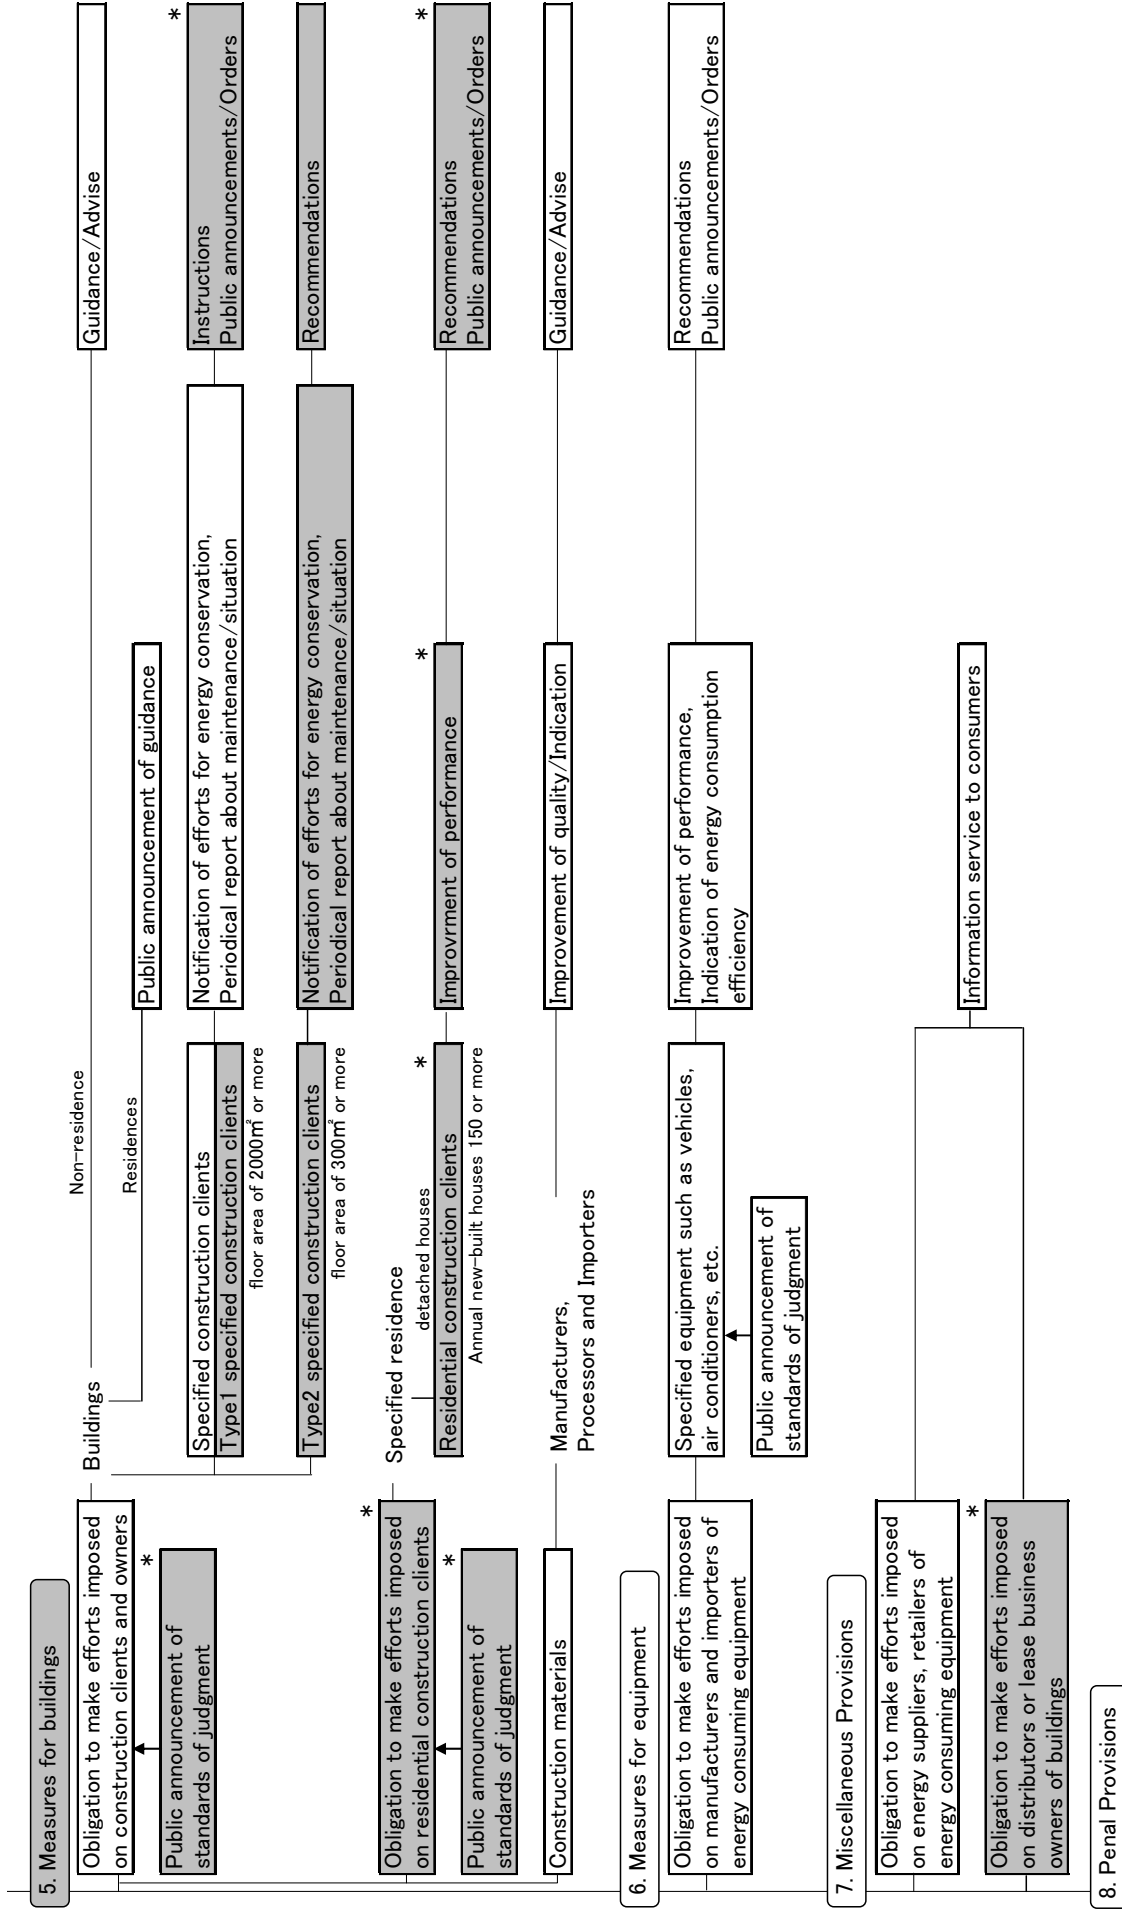 5. Measures for buildings
Obligation to make efforts imposed
on construction clients and owners
*
Public announcement of
standards of judgment
Buildings
Non-residence
Guidance/Advise
Residences
Public announcement of guidance
Specified construction clients
Type1 specified construction clients
floor area of 2000㎡ or more
Notification of efforts for energy conservation,
Periodical report about maintenance/situation
*
Instructions
Public announcements/Orders
Type2 specified construction clients
floor area of 300㎡ or more
Notification of efforts for energy conservation,
Periodical report about maintenance/situation
Recommendations
*
Obligation to make efforts imposed
on residential construction clients
*
Public announcement of
standards of judgment
Specified residence
detached houses
*
Residential construction clients
Annual new-built houses 150 or more
*
Improvrment of performance
*
Recommendations
Public announcements/Orders
Construction materials
Manufacturers,
Processors and Importers
Improvement of quality/Indication
Guidance/Advise
6. Measures for equipment
Obligation to make efforts imposed
on manufacturers and importers of
energy consuming equipment
Specified equipment such as vehicles,
air conditioners, etc.
Public announcement of
standards of judgment
Improvement of performance,
Indication of energy consumption
efficiency
Recommendations
Public announcements/Orders
7. Miscellaneous Provisions
Obligation to make efforts imposed
on energy suppliers, retailers of
energy consuming equipment
*
Obligation to make efforts imposed
on distributors or lease business
owners of buildings
Information service to consumers
8. Penal Provisions